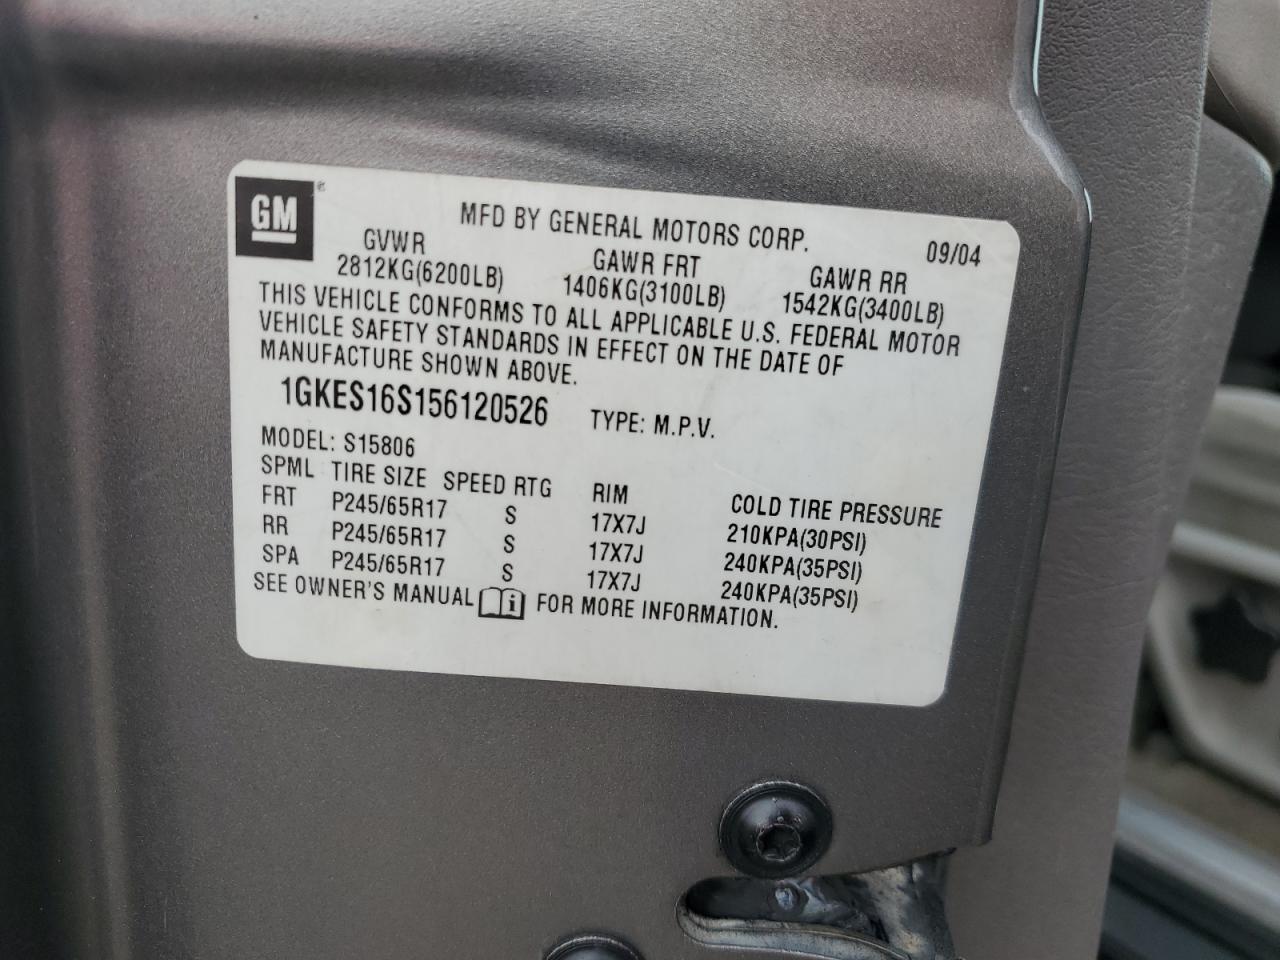 GM ®
MFD BY GENERAL MOTORS CORP. 09/04
GVWR GAWR FRT GAWR RR
2812KG(6200LB) 1406KG(3100LB) 1542KG(3400LB)
THIS VEHICLE CONFORMS TO ALL APPLICABLE U.S. FEDERAL MOTOR
VEHICLE SAFETY STANDARDS IN EFFECT ON THE DATE OF
MANUFACTURE SHOWN ABOVE.
1GKES16S156120526 TYPE: M.P.V.
MODEL: S15806
SPML TIRE SIZE SPEED RTG RIM COLD TIRE PRESSURE
FRT P245/65R17 S 17X7J 210KPA(30PSI)
RR P245/65R17 S 17X7J 240KPA(35PSI)
SPA P245/65R17 S 17X7J 240KPA(35PSI)
SEE OWNER'S MANUAL i FOR MORE INFORMATION.